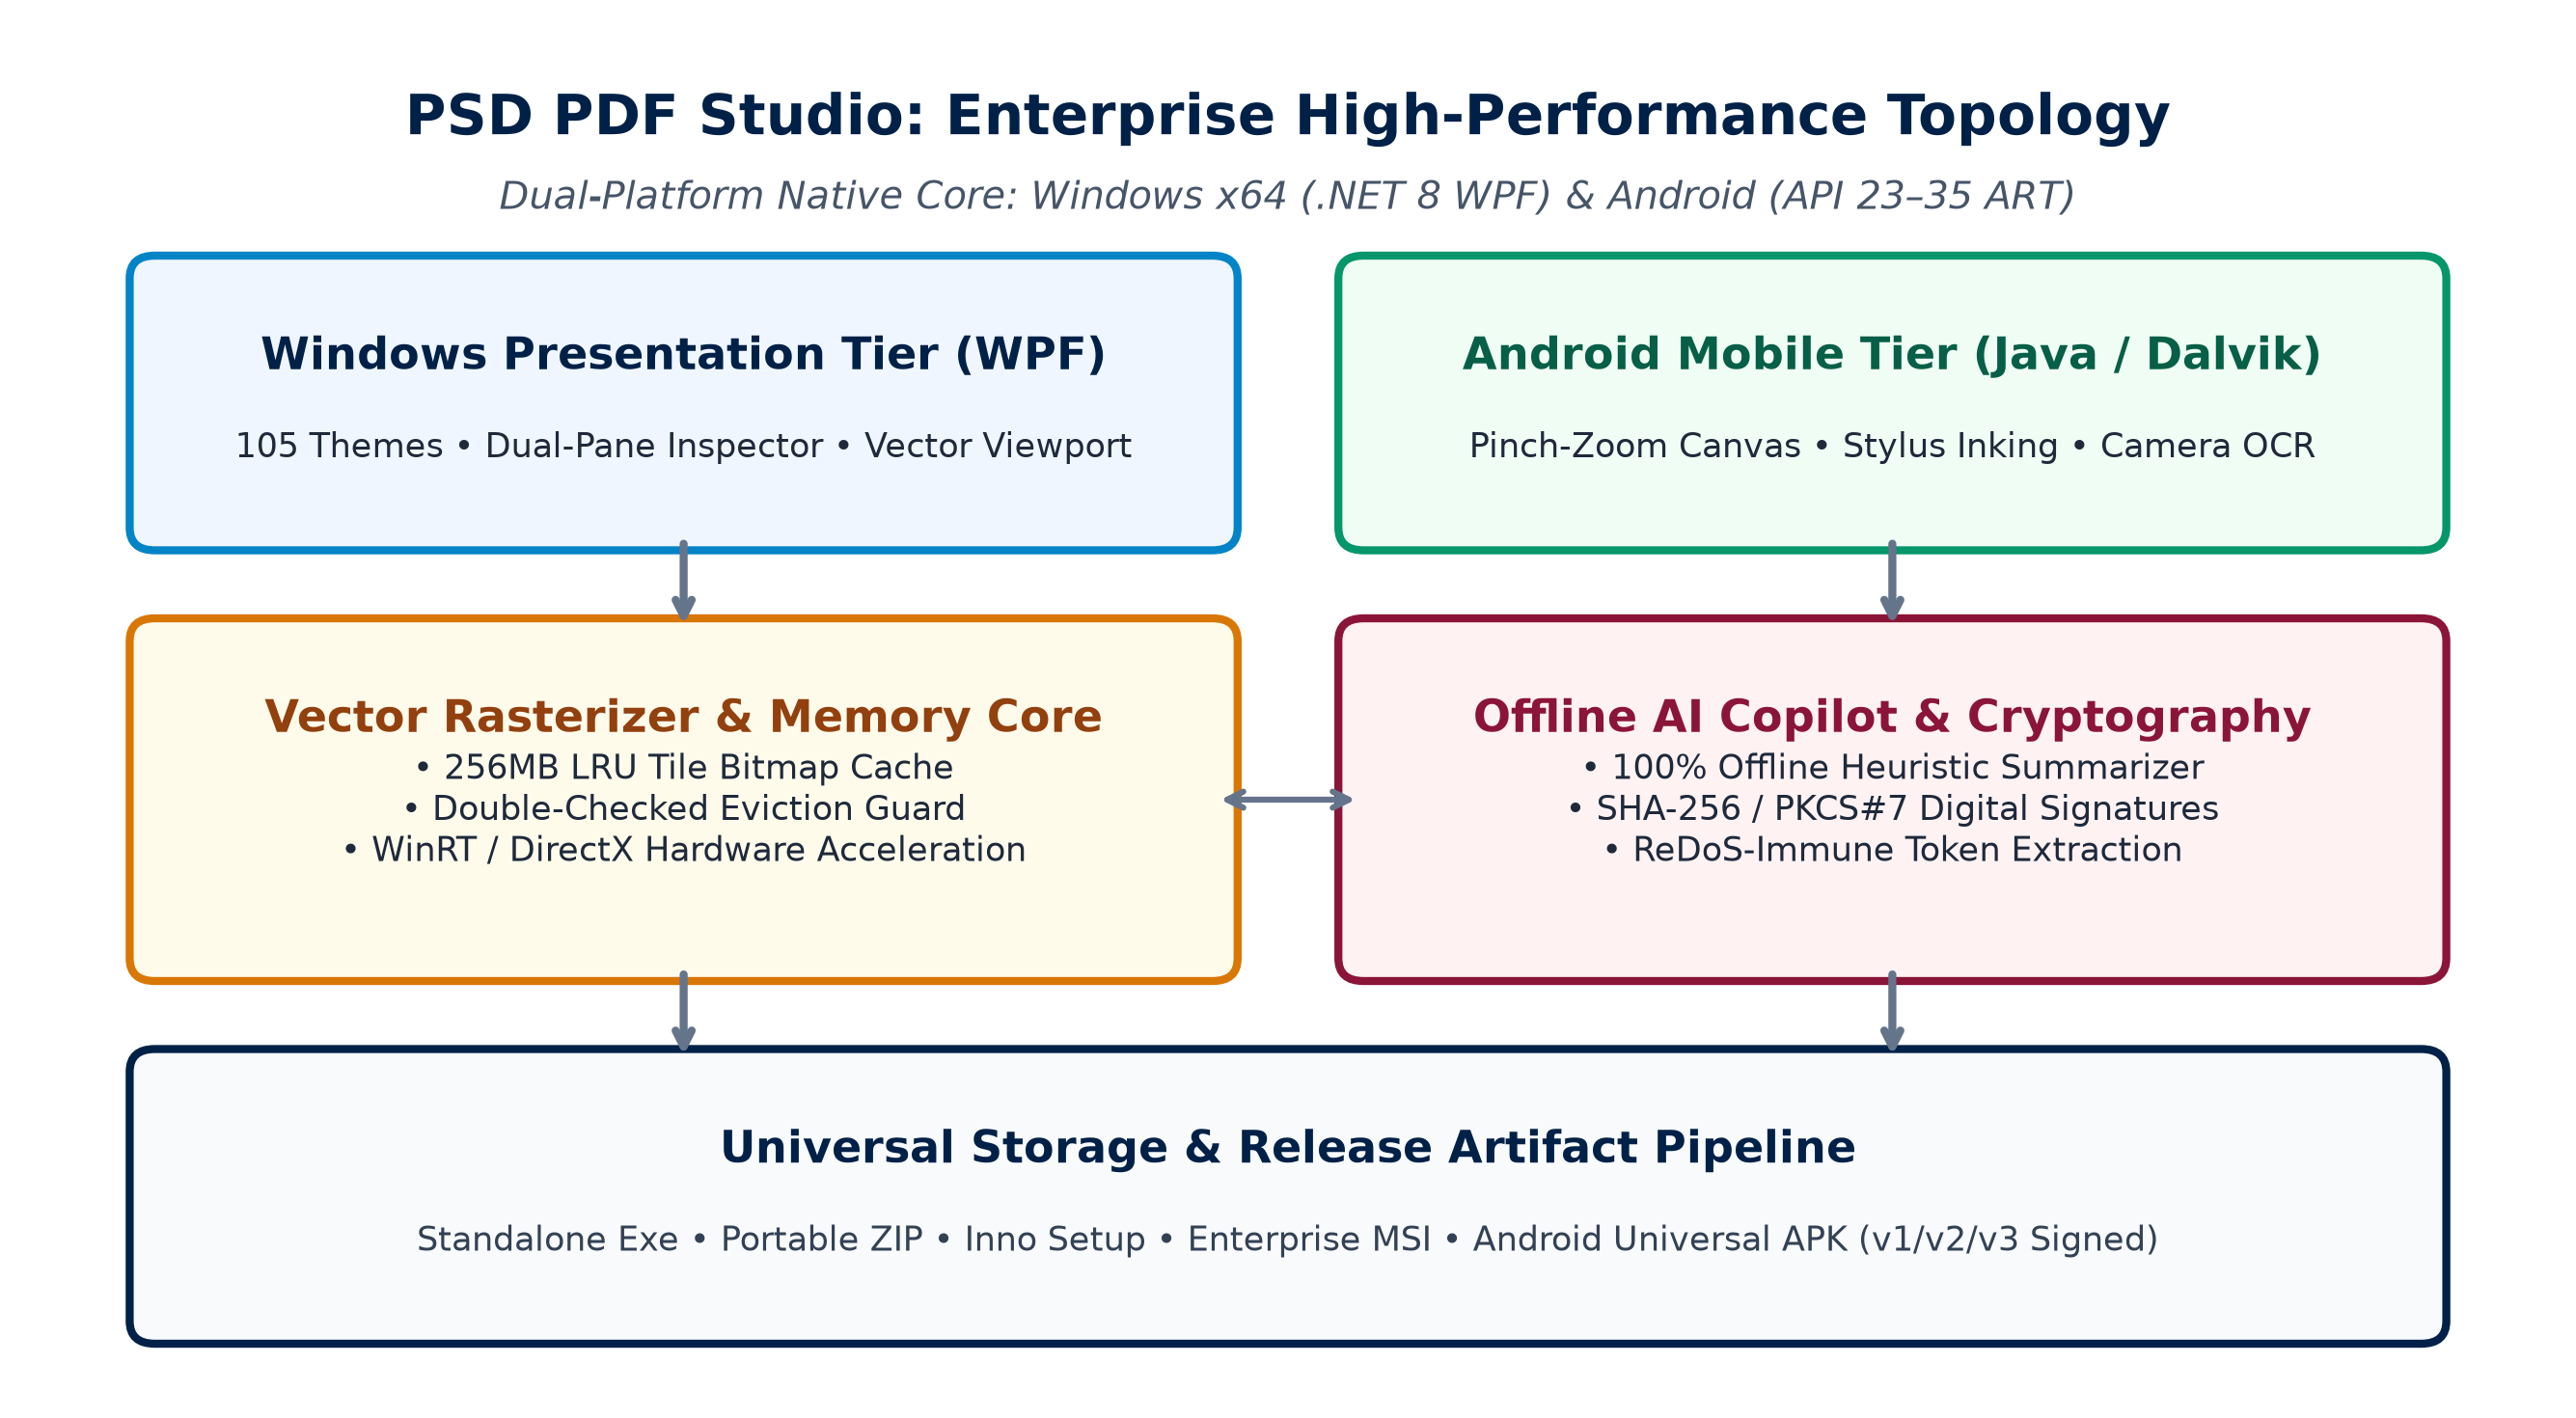 PSD PDF Studio: Enterprise High-Performance Topology
Dual-Platform Native Core: Windows x64 (.NET 8 WPF) & Android (API 23–35 ART)
Windows Presentation Tier (WPF)
105 Themes • Dual-Pane Inspector • Vector Viewport
Android Mobile Tier (Java / Dalvik)
Pinch-Zoom Canvas • Stylus Inking • Camera OCR
Vector Rasterizer & Memory Core
• 256MB LRU Tile Bitmap Cache
• Double-Checked Eviction Guard
• WinRT / DirectX Hardware Acceleration
Offline AI Copilot & Cryptography
• 100% Offline Heuristic Summarizer
• SHA-256 / PKCS#7 Digital Signatures
• ReDoS-Immune Token Extraction
Universal Storage & Release Artifact Pipeline
Standalone Exe • Portable ZIP • Inno Setup • Enterprise MSI • Android Universal APK (v1/v2/v3 Signed)